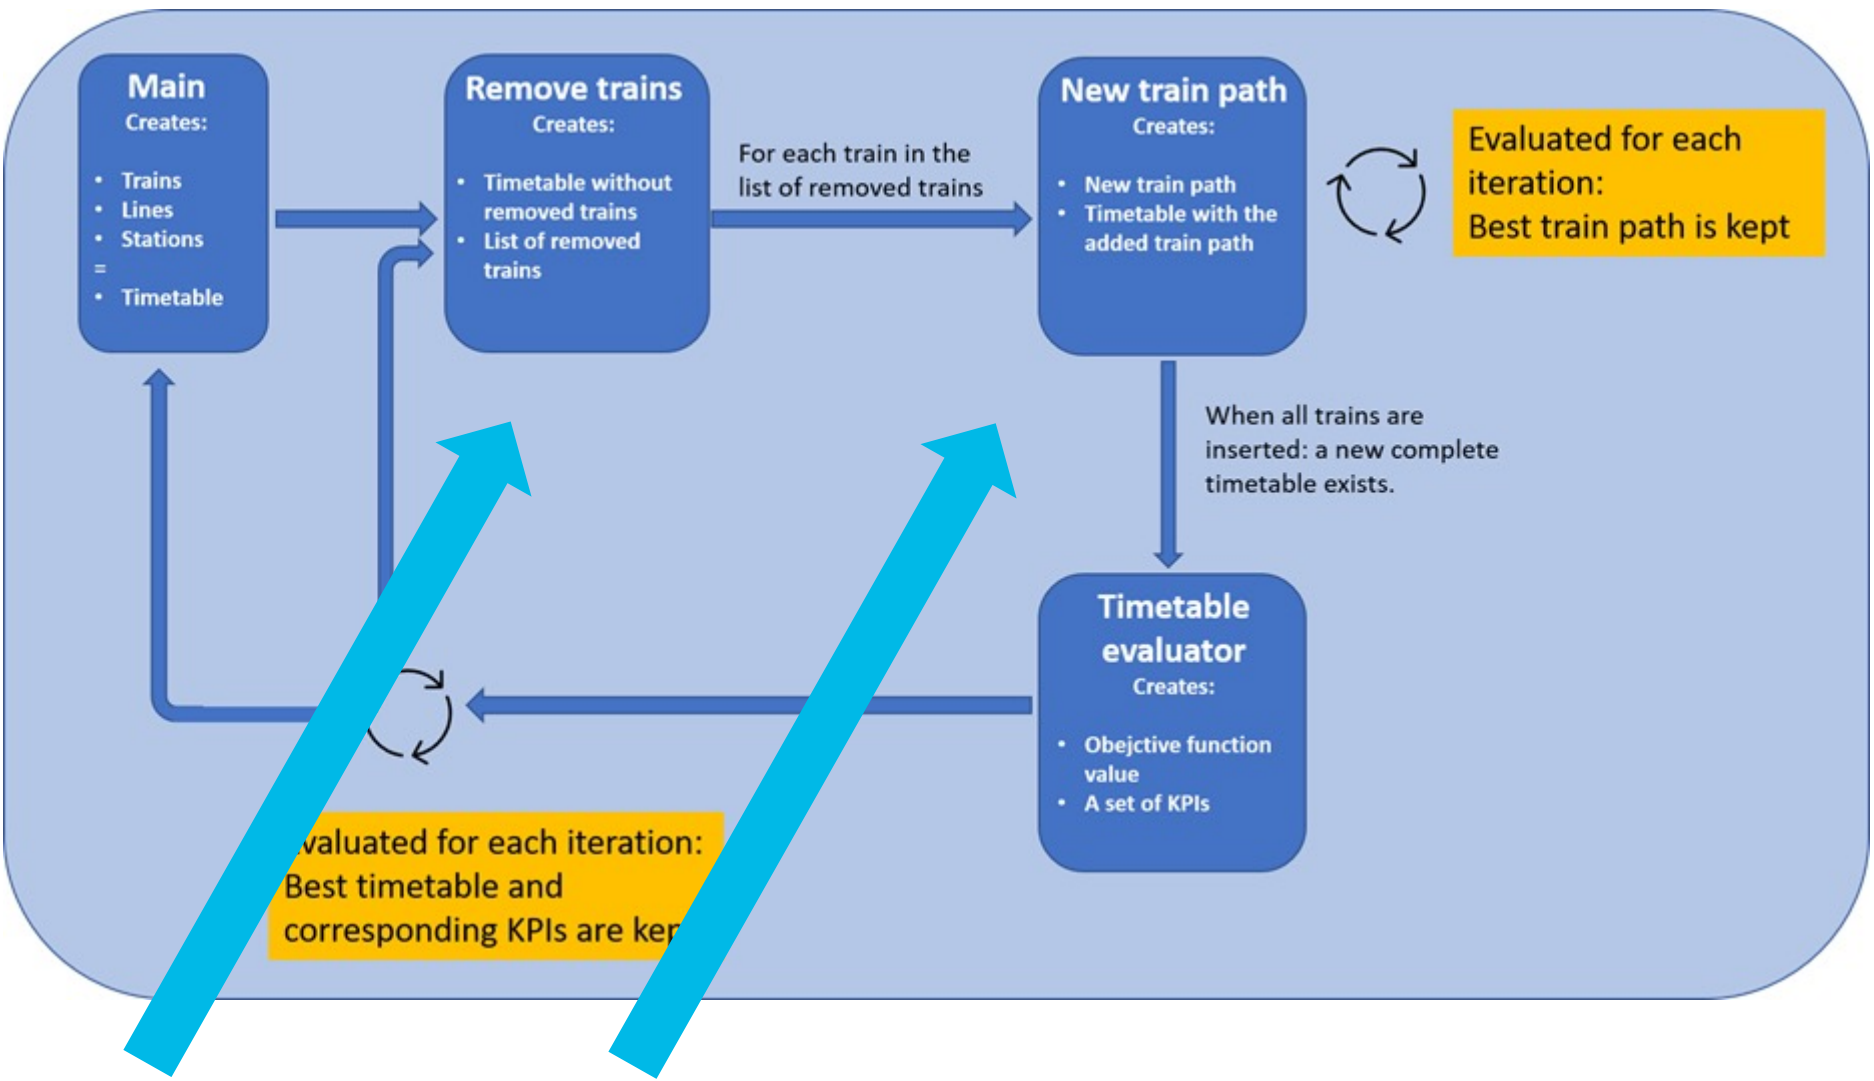 Main
Creates:
• Trains
• Lines
• Stations
=
• Timetable
Remove trains
Creates:
• Timetable without
removed trains
• List of removed
trains
For each train in the
list of removed trains
New train path
Creates:
• New train path
• Timetable with the
added train path
Evaluated for each
iteration:
Best train path is kept
When all trains are
inserted: a new complete
timetable exists.
Timetable
evaluator
Creates:
• Obejctive function
value
• A set of KPIs
for each iteration:
Best timetable and
corresponding KPIs are